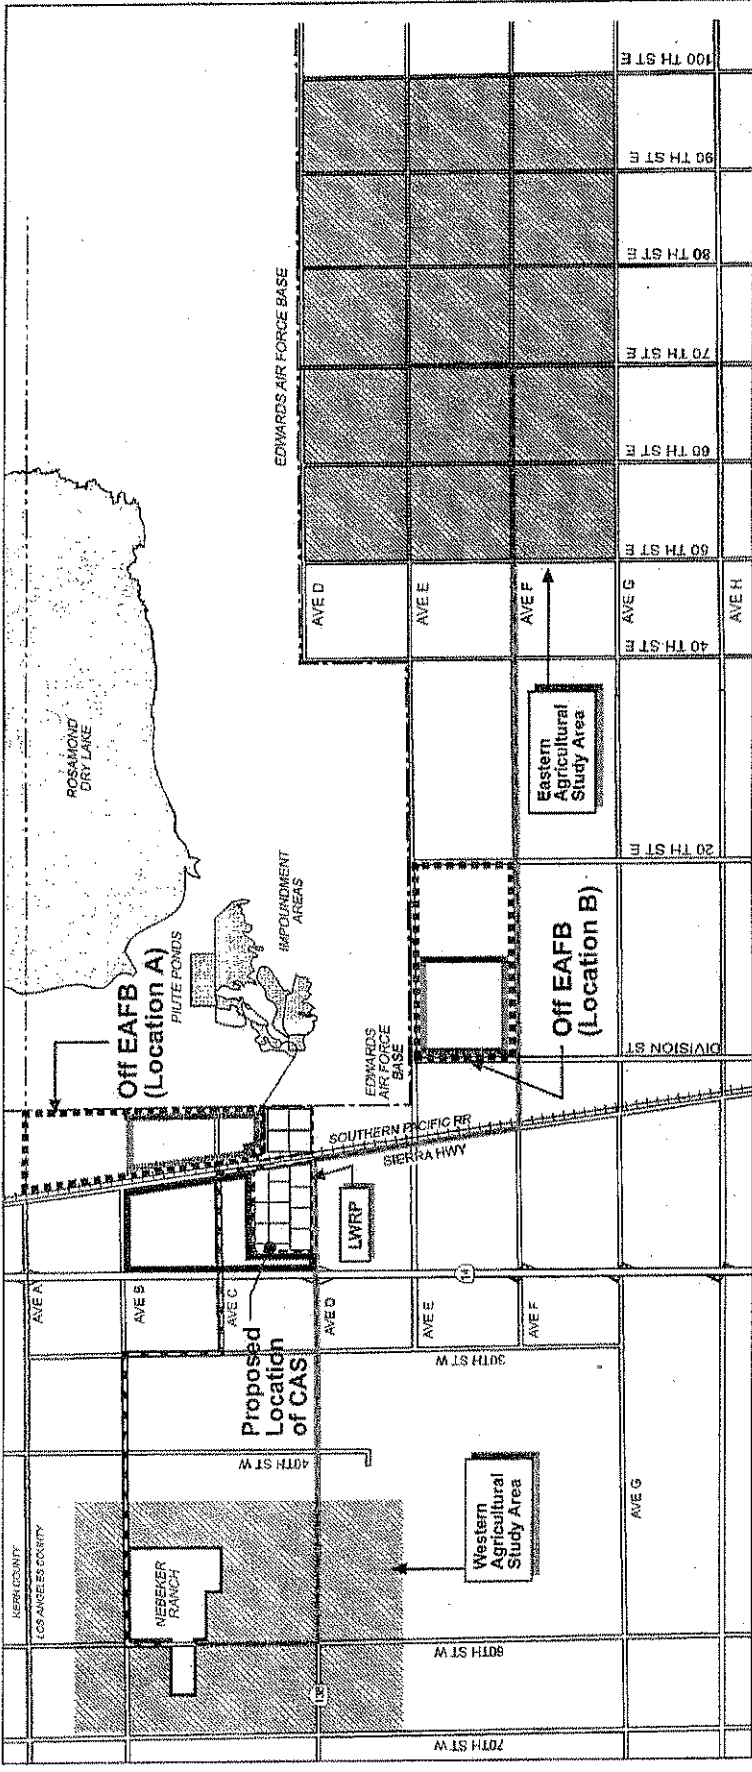 KERN COUNTY
LOS ANGELES COUNTY
AVE A
ROSAMOND
DRY LAKE
Off EAFB
(Location A)
PIUTE PONDS
IMPOUNDMENT
AREAS
NEBEKER
RANCH
AVE B
AVE C
Proposed
Location
of CAS
40TH ST W
EDWARDS AIR FORCE BASE
138
AVE D
LWRP
SOUTHERN PACIFIC RR
SIERRA HWY
EDWARDS
AIR FORCE
BASE
AVE D
30TH ST W
14
AVE E
AVE E
Western
Agricultural
Study Area
60TH ST W
70TH ST W
AVE F
Off EAFB
(Location B)
Eastern
Agricultural
Study Area
AVE F
AVE G
DIVISION ST
20 TH ST E
AVE G
40 TH ST E
50 TH ST E
60 TH ST E
70 TH ST E
80 TH ST E
90 TH ST E
100 TH ST E
AVE H